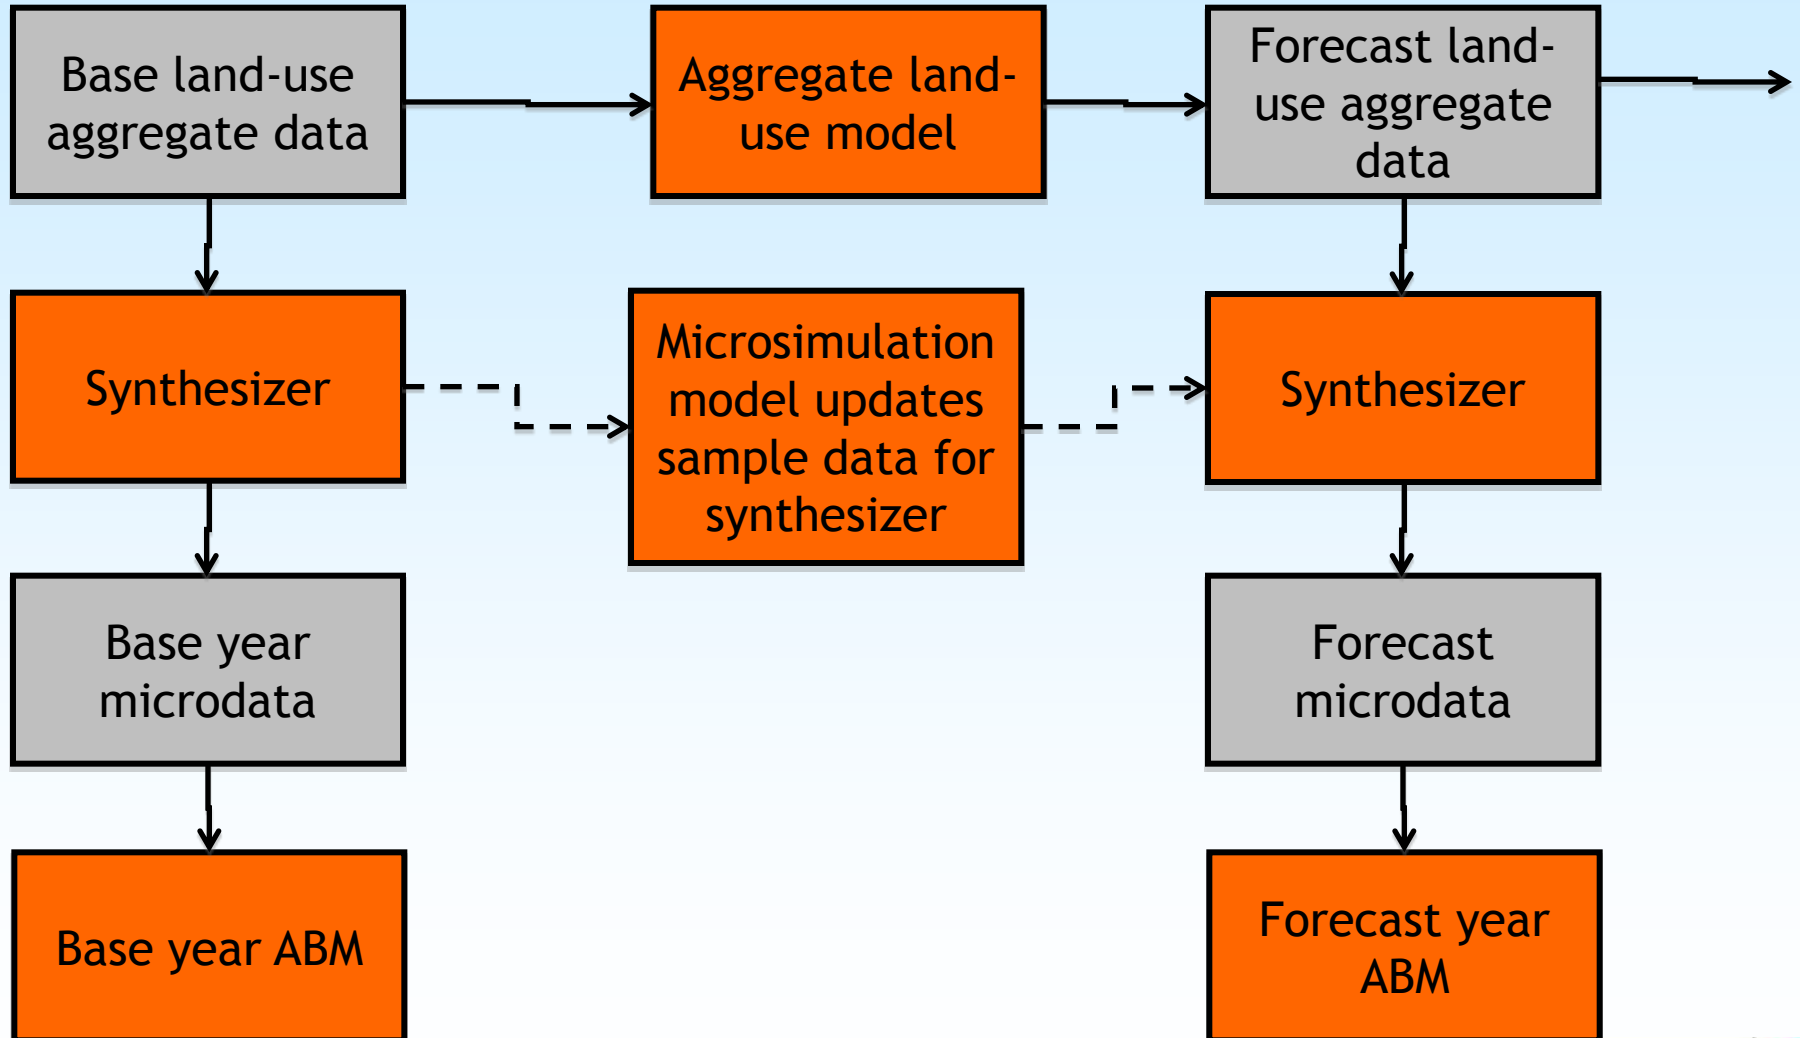 Base land-use
aggregate data
Aggregate land-
use model
Forecast land-
use aggregate
data
Synthesizer
Microsimulation
model updates
sample data for
synthesizer
Synthesizer
Base year
microdata
Forecast
microdata
Base year ABM
Forecast year
ABM